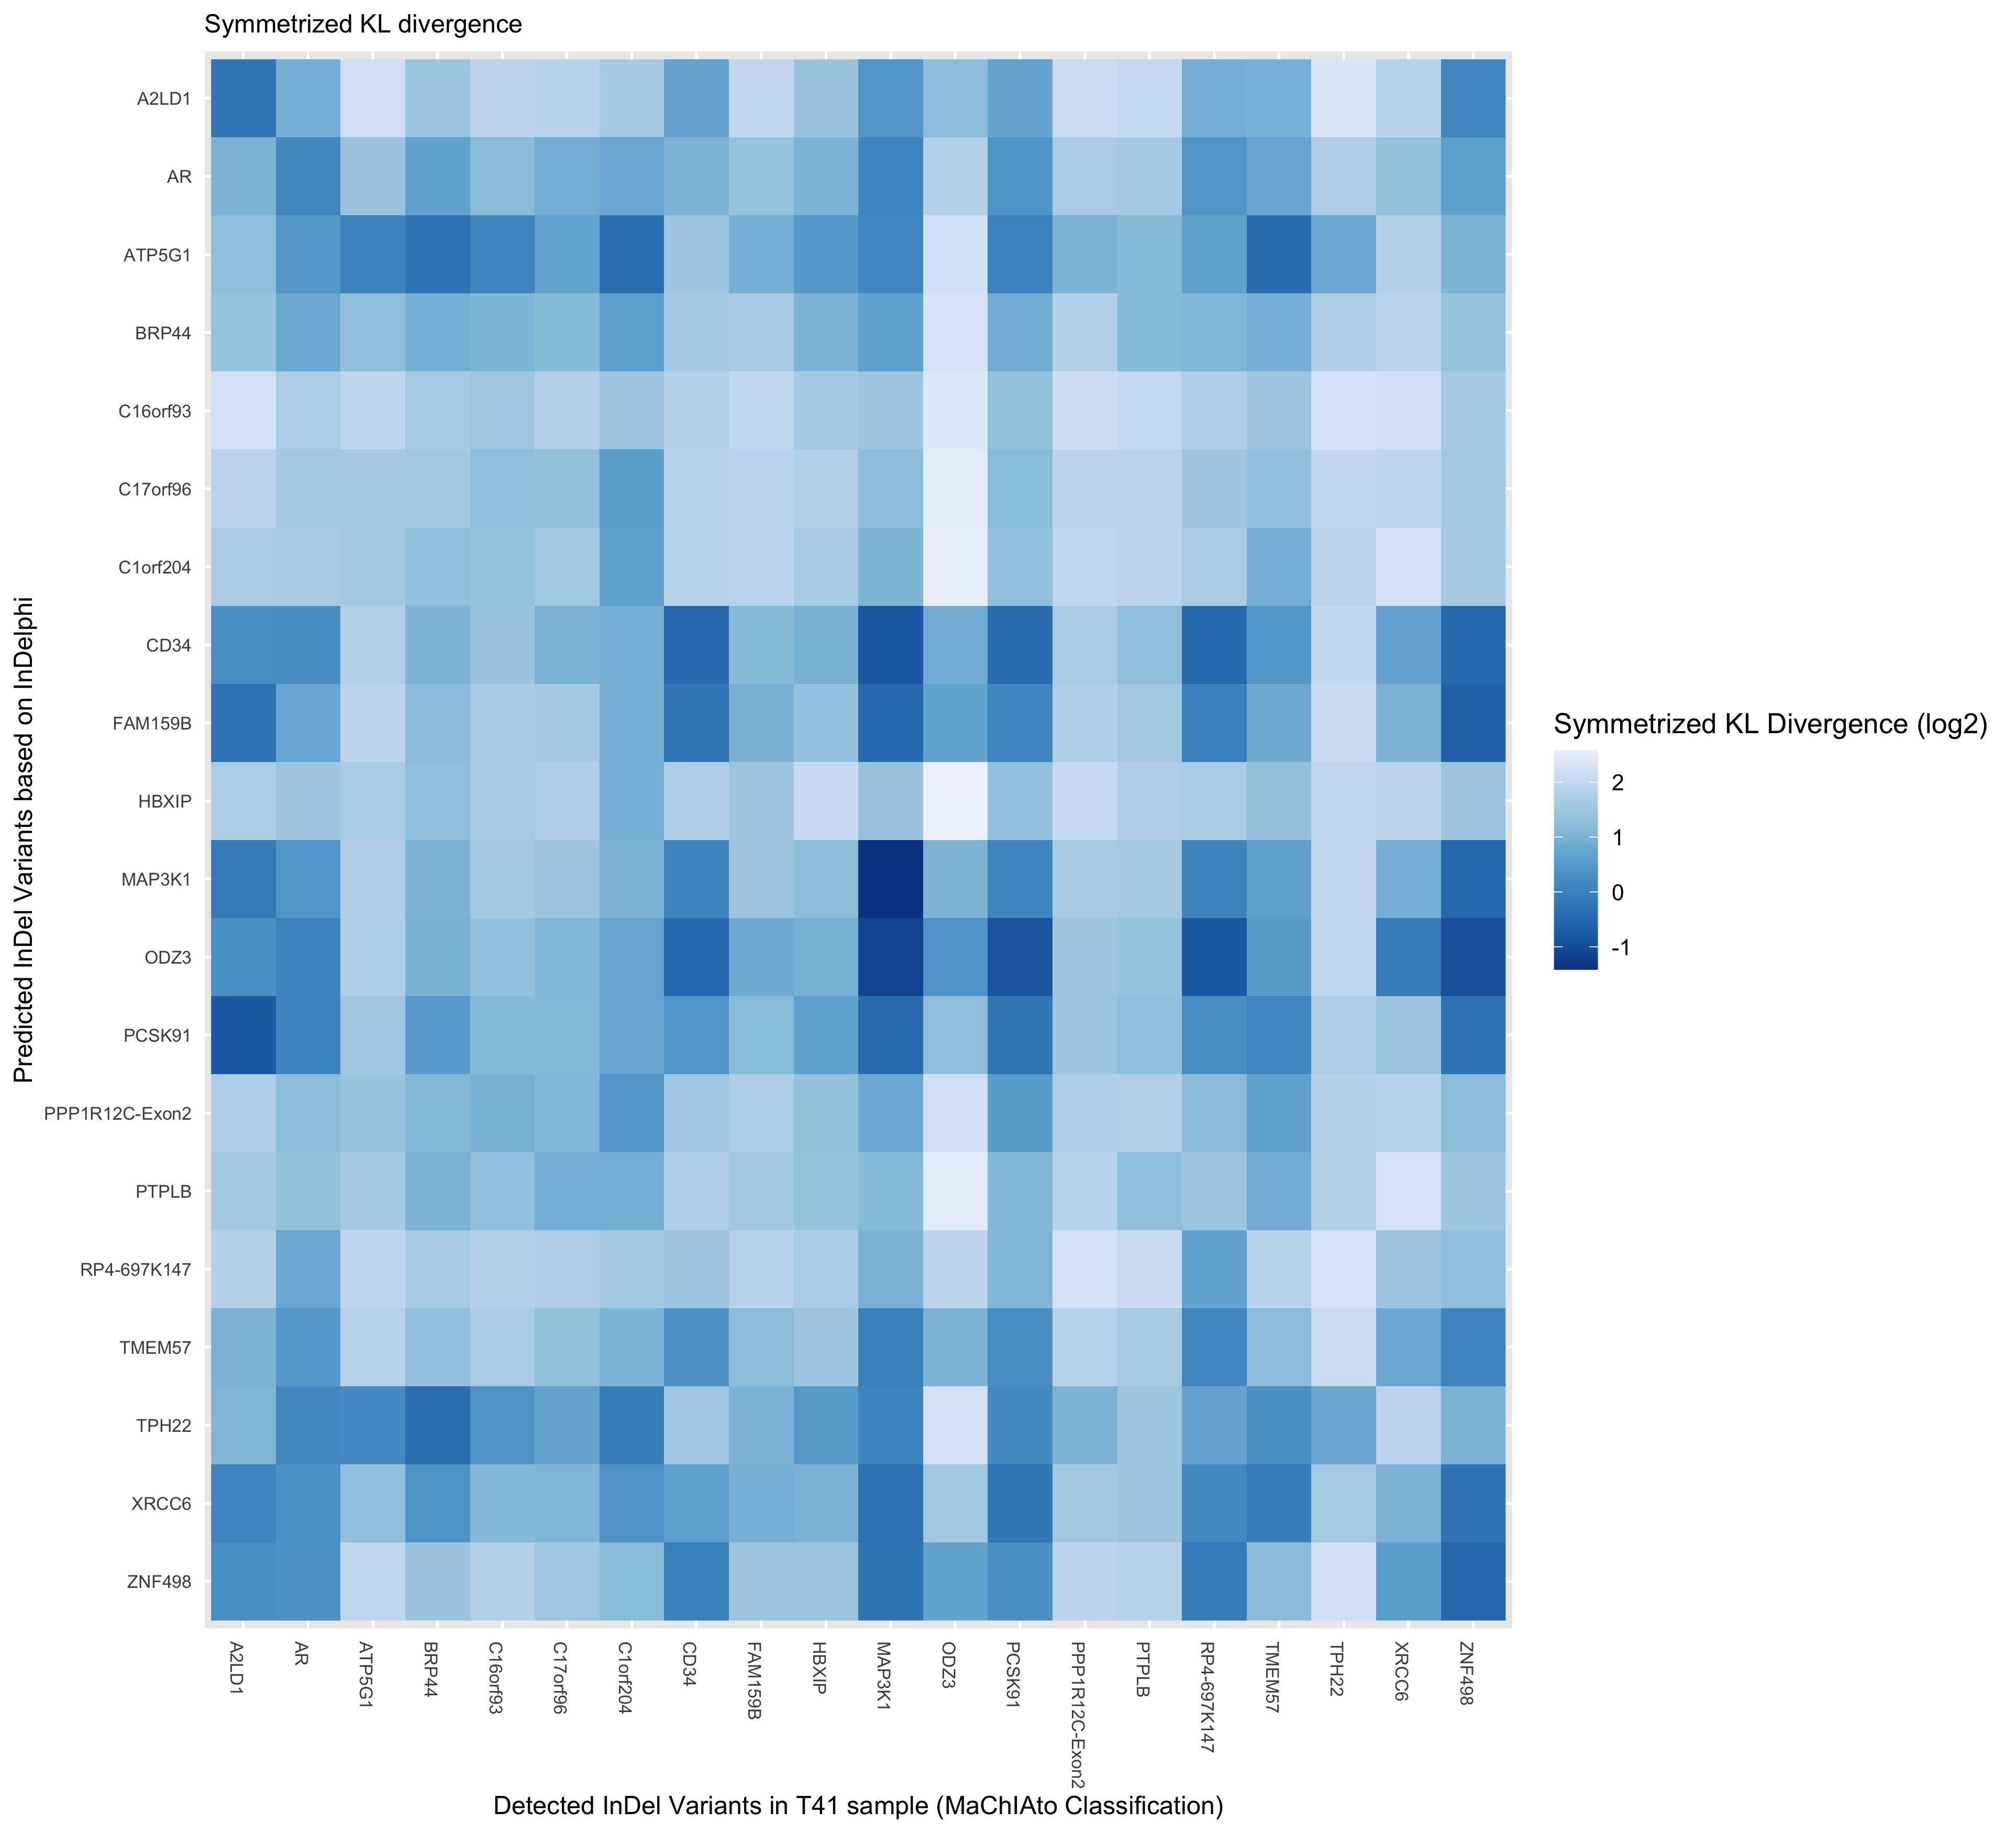 Symmetrized KL divergence
Predicted InDel Variants based on InDelphi
A2LD1
AR
ATP5G1
BRP44
C16orf93
C17orf96
C1orf204
CD34
FAM159B
HBXIP
MAP3K1
ODZ3
PCSK91
PPP1R12C-Exon2
PTPLB
RP4-697K147
TMEM57
TPH22
XRCC6
ZNF498
A2LD1
AR
ATP5G1
BRP44
C16orf93
C17orf96
C1orf204
CD34
FAM159B
HBXIP
MAP3K1
ODZ3
PCSK91
PPP1R12C-Exon2
PTPLB
RP4-697K147
TMEM57
TPH22
XRCC6
ZNF498
Detected InDel Variants in T41 sample (MaChIAto Classification)
Symmetrized KL Divergence (log2)
2
1
0
-1